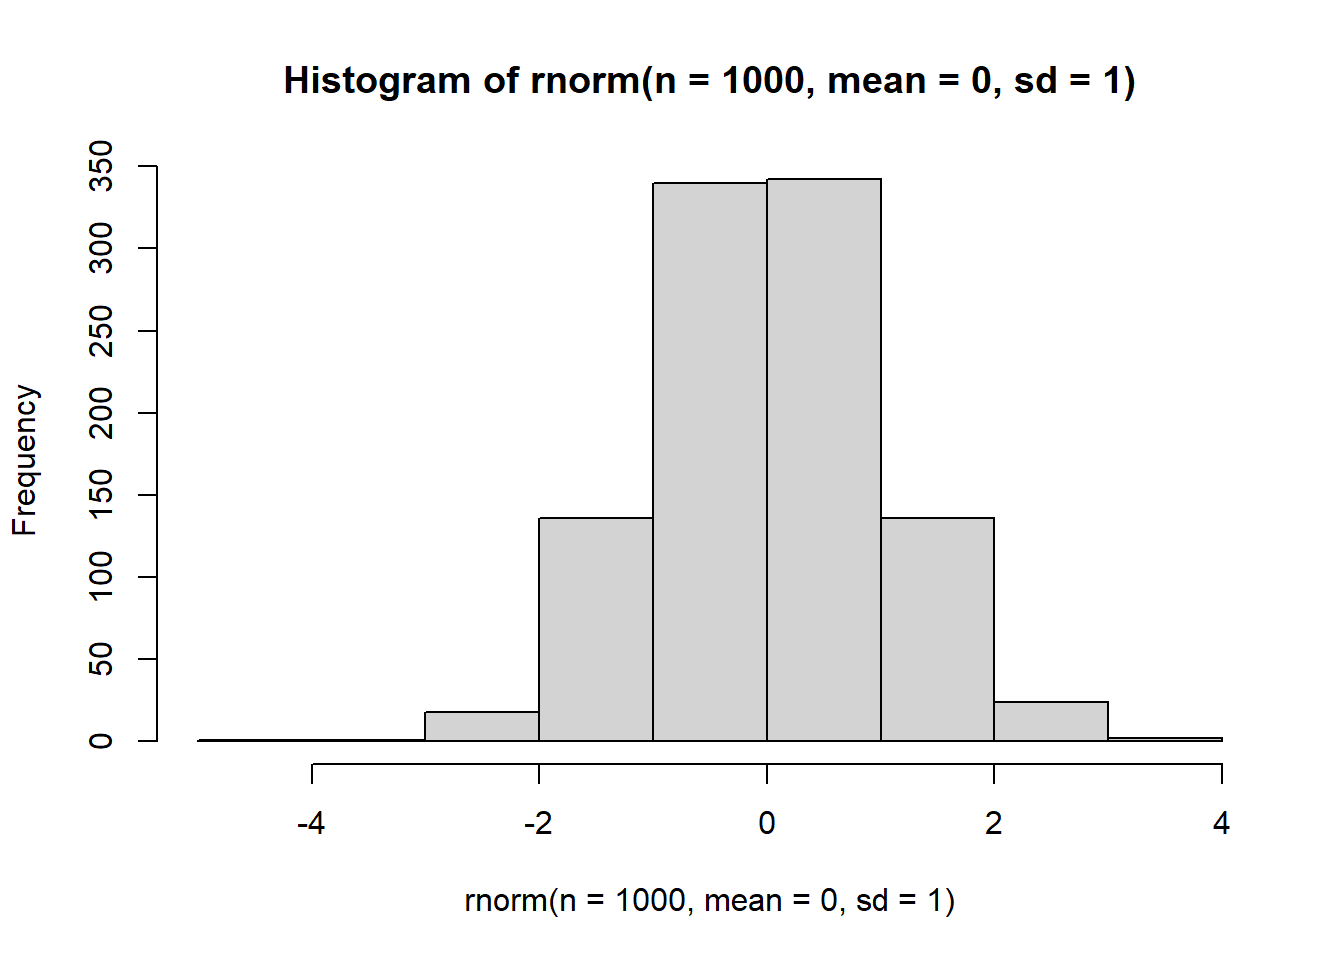 Histogram of rnorm(n = 1000, mean = 0, sd = 1)
Frequency
350
300
250
200
150
100
50
0
-4 -2 0 2 4
rnorm(n = 1000, mean = 0, sd = 1)